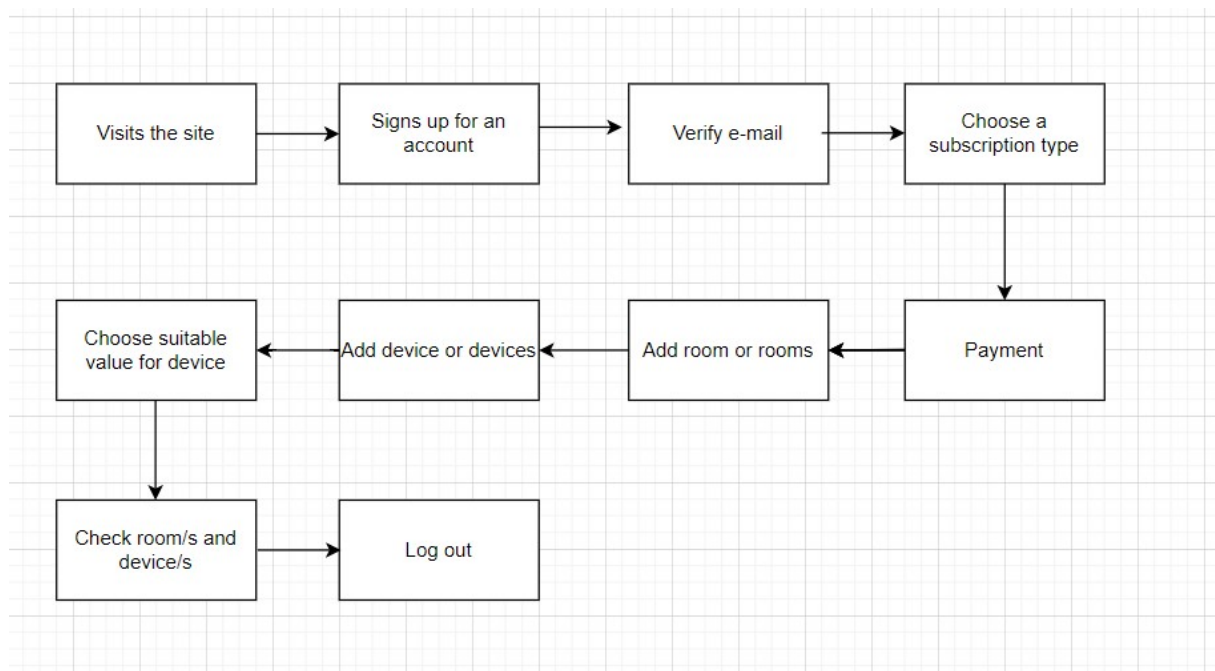 Visits the site
Signs up for an
account
Verify e-mail
Choose a
subscription type
Payment
Add room or rooms
Add device or devices
Choose suitable
value for device
Check room/s and
device/s
Log out